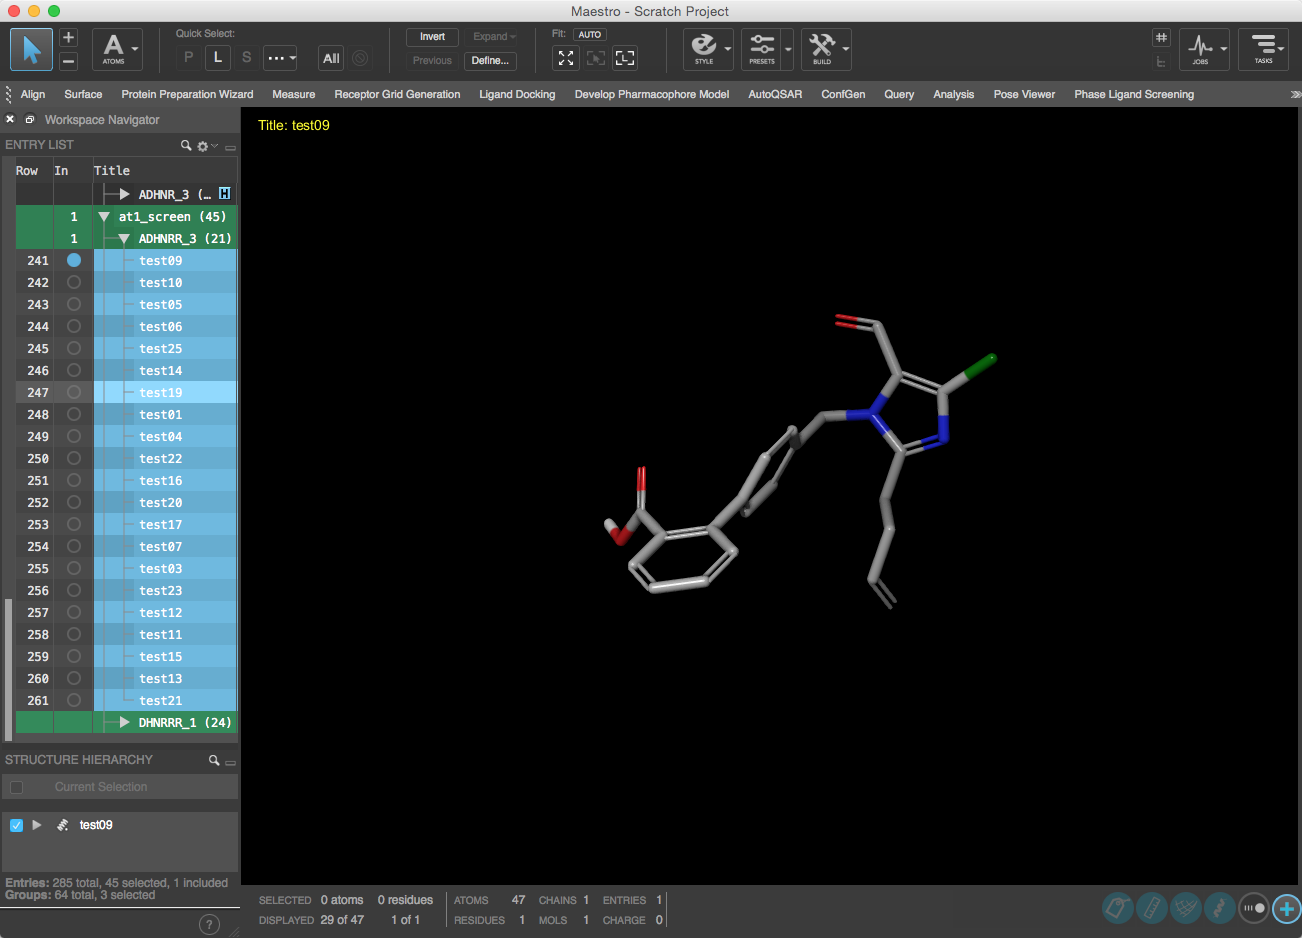 Maestro - Scratch Project
Quick Select:
Invert
Expand
Fit: AUTO
ATOMS
P L S ... All
Previous
Define...
STYLE
PRESETS
BUILD
JOBS
TASKS
Align Surface Protein Preparation Wizard Measure Receptor Grid Generation Ligand Docking Develop Pharmacophore Model AutoQSAR ConfGen Query Analysis Pose Viewer Phase Ligand Screening
Workspace Navigator
Title: test09
ENTRY LIST
Row In Title
ADHNR_3 (... H
1 at1_screen (45)
1 ADHNRR_3 (21)
241 test09
242 test10
243 test05
244 test06
245 test25
246 test14
247 test19
248 test01
249 test04
250 test22
251 test16
252 test20
253 test17
254 test07
255 test03
256 test23
257 test12
258 test11
259 test15
260 test13
261 test21
DHNRRR_1 (24)
STRUCTURE HIERARCHY
Current Selection
test09
Entries: 285 total, 45 selected, 1 included
Groups: 64 total, 3 selected
?
SELECTED 0 atoms 0 residues ATOMS 47 CHAINS 1 ENTRIES 1
DISPLAYED 29 of 47 1 of 1 RESIDUES 1 MOLS 1 CHARGE 0